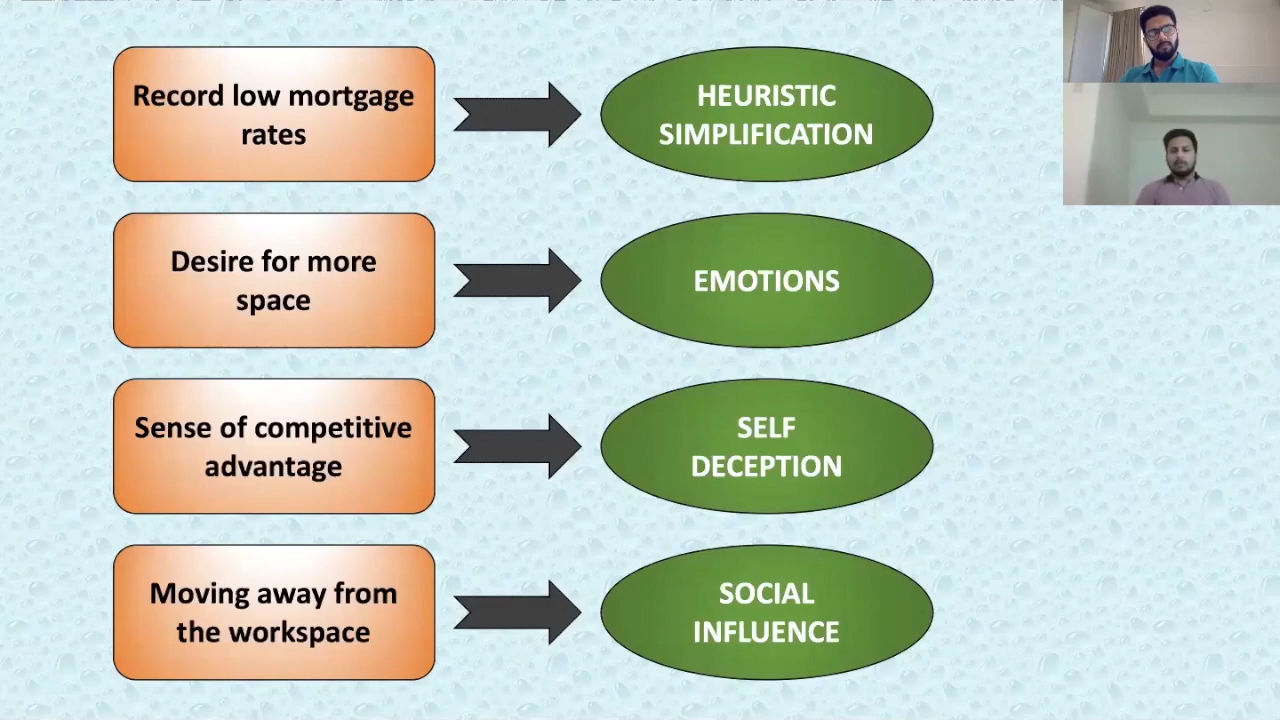 Record low mortgage
rates
HEURISTIC
SIMPLIFICATION
Desire for more
space
EMOTIONS
Sense of competitive
advantage
SELF
DECEPTION
Moving away from
the workspace
SOCIAL
INFLUENCE